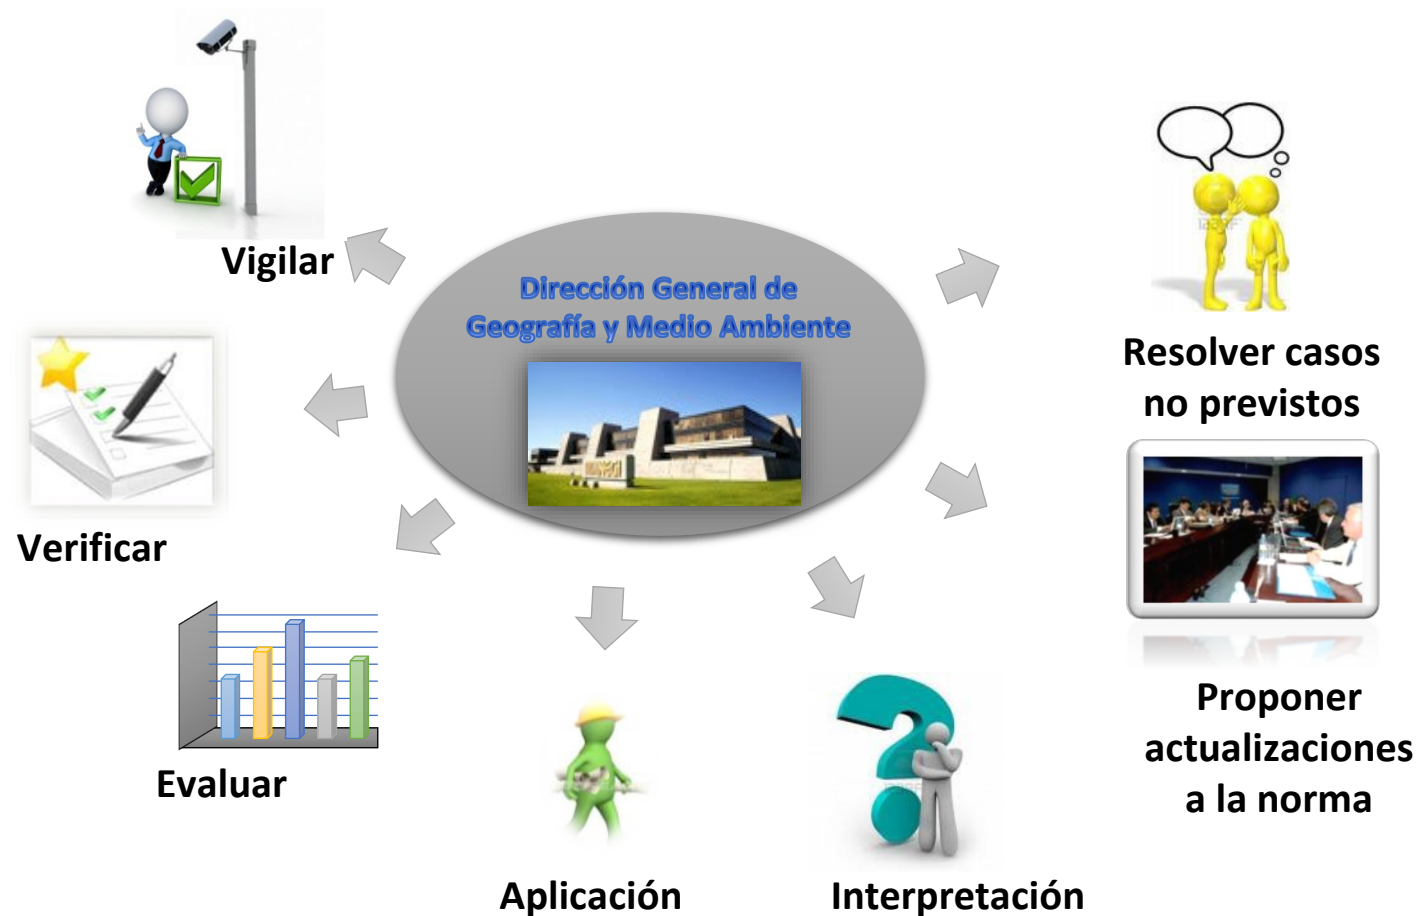 Vigilar
Dirección General de
Geografía y Medio Ambiente
INEGI
Resolver casos
no previstos
Verificar
Proponer
actualizaciones
a la norma
Evaluar
Aplicación
Interpretación